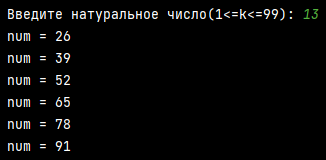 Введите натуральное число(1<=k<=99): 13
num = 26
num = 39
num = 52
num = 65
num = 78
num = 91